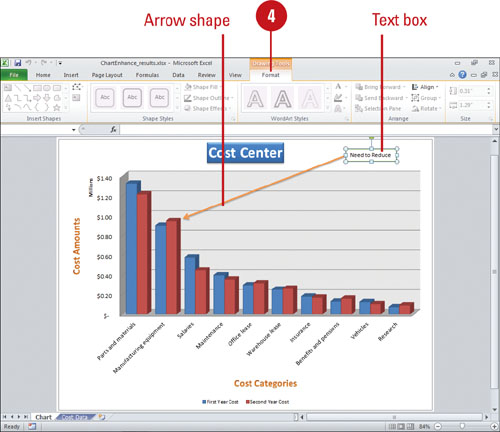 Arrow shape
4
Text box
ChartEnhance_results.xlsx - Microsoft Excel
Drawing Tools
File Home Insert Page Layout Formulas Data Review View Format
Abc Abc Abc
Shape Fill
Shape Outline
Shape Effects
A A A
Bring Forward
Send Backward
Selection Pane
Align
Group
Rotate
0.31"
Insert Shapes Shape Styles WordArt Styles Arrange Size
fx
Cost Center
Need to Reduce
Millions
$1.40
$1.20
$1.00
$0.80
$0.60
$0.40
$0.20
$-
Cost Amounts
Parts and materials
Manufacturing equipment
Salaries
Maintenance
Office lease
Warehouse lease
Insurance
Benefits and pensions
Vehicles
Research
Cost Categories
First Year Cost Second Year Cost
Chart Cost Data
Ready 84%